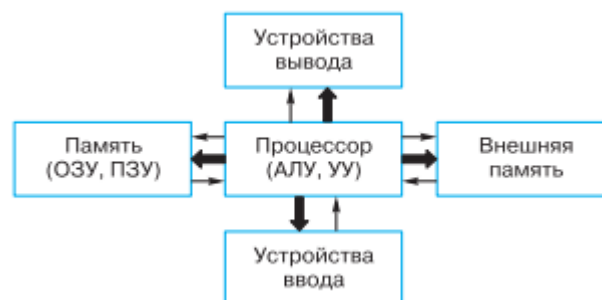 Устройства
вывода
Память
(ОЗУ, ПЗУ)
Процессор
(АЛУ, УУ)
Внешняя
память
Устройства
ввода